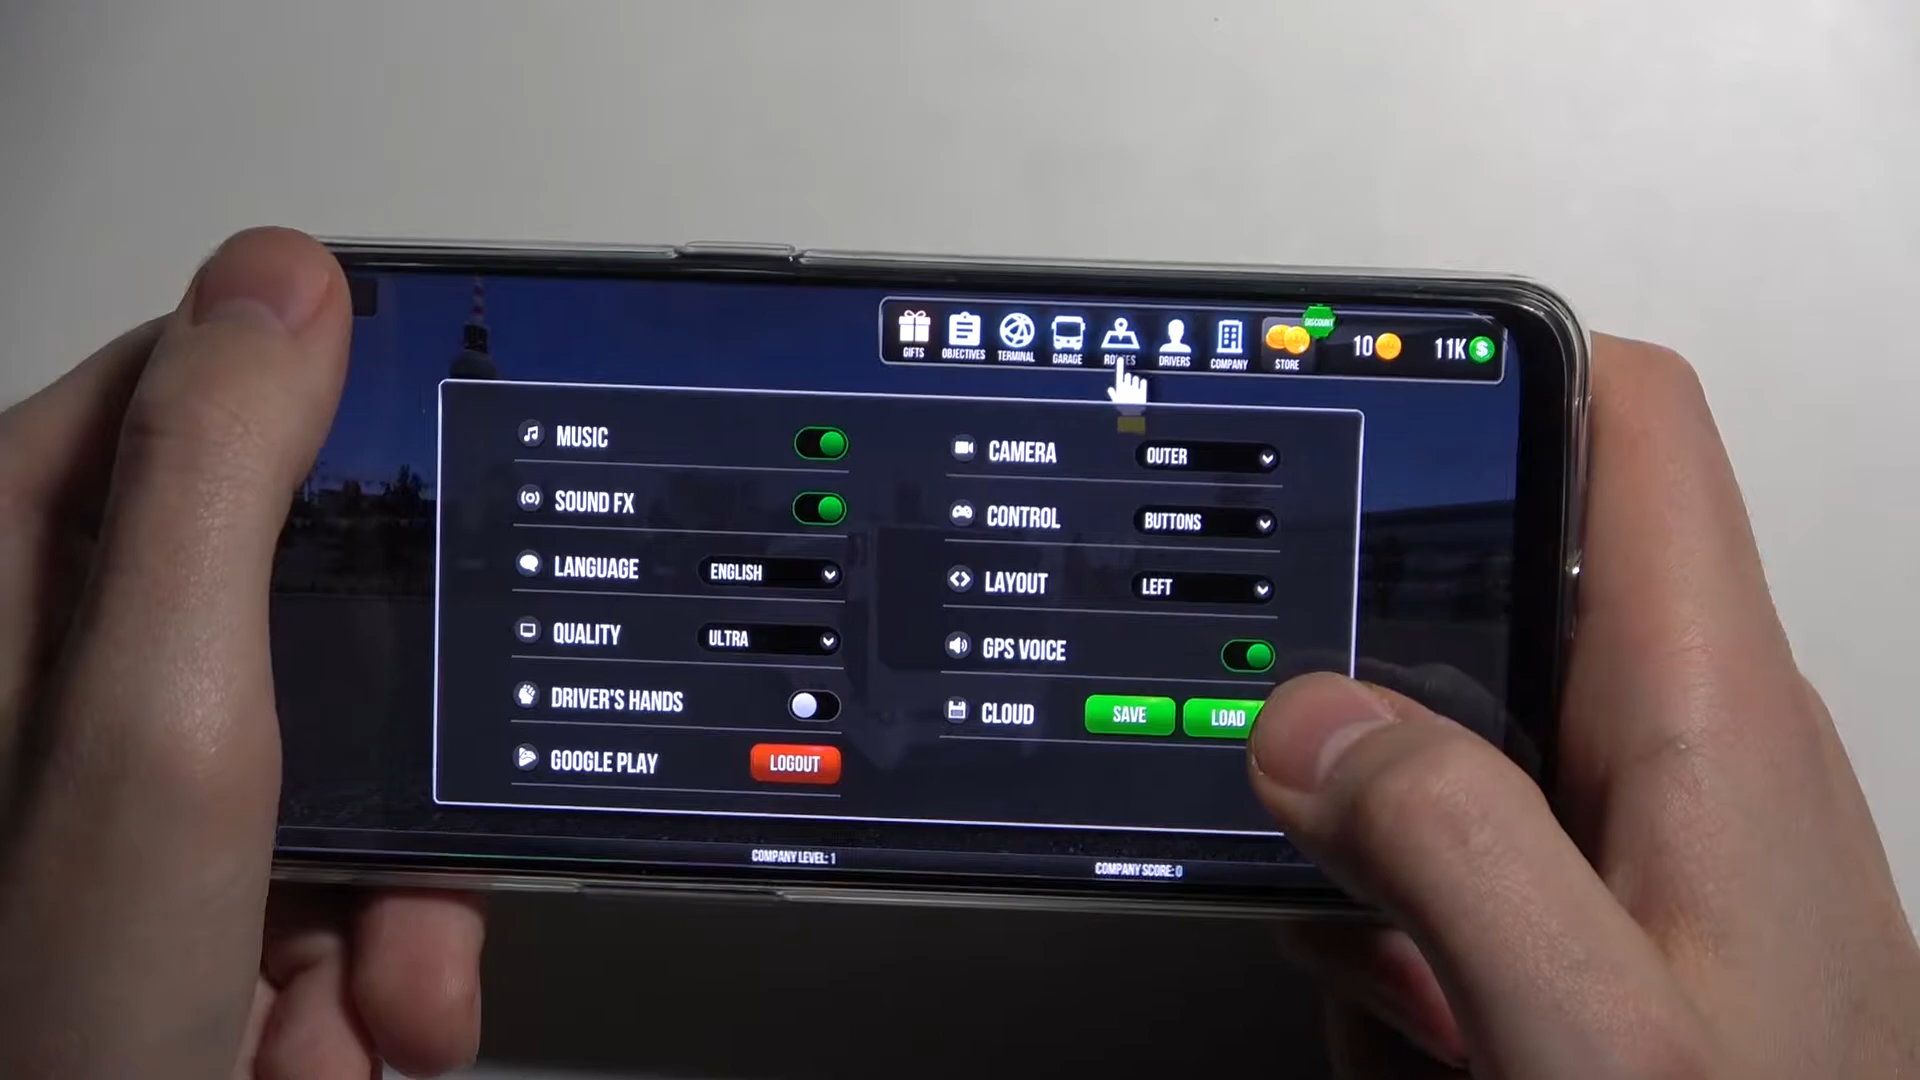 GIFTS
OBJECTIVES
TERMINAL
GARAGE
ROUTES
DRIVERS
COMPANY
STORE
DISCOUNT
10
11K
$
MUSIC
SOUND FX
LANGUAGE ENGLISH
QUALITY ULTRA
DRIVER'S HANDS
GOOGLE PLAY LOGOUT
CAMERA OUTER
CONTROL BUTTONS
LAYOUT LEFT
GPS VOICE
CLOUD SAVE LOAD
COMPANY LEVEL: 1
COMPANY SCORE: 0